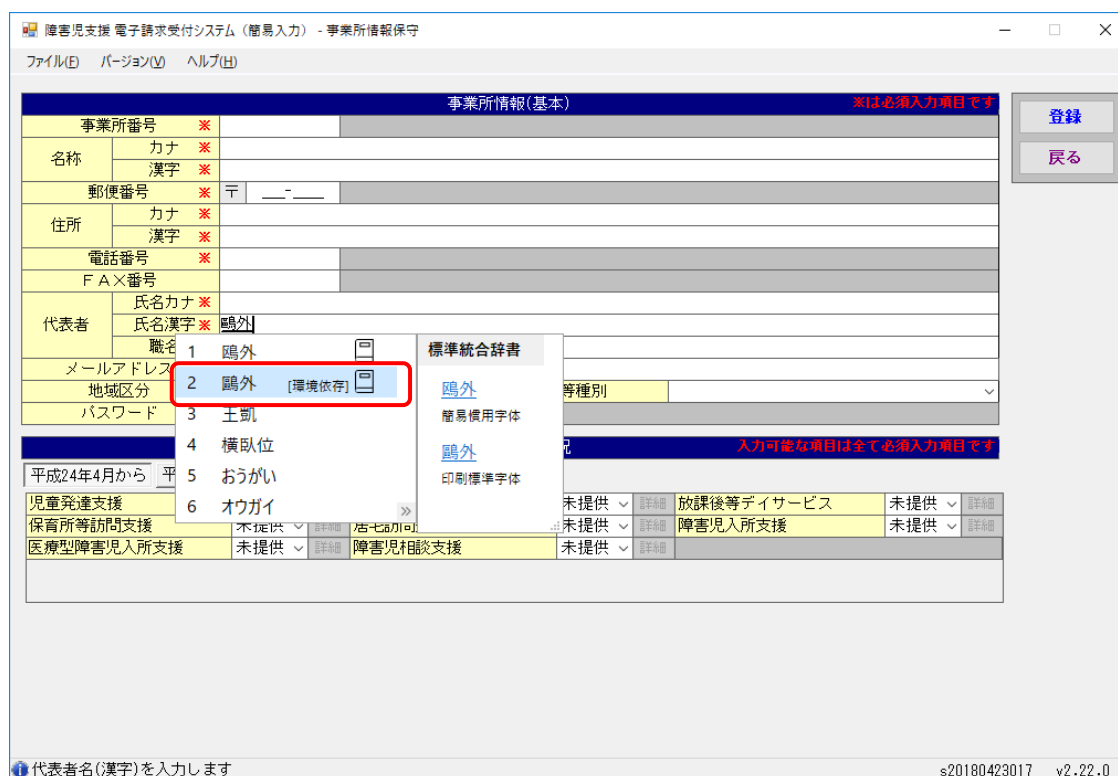 障害児支援 電子請求受付システム（簡易入力） - 事業所情報保守
ファイル(F) バージョン(V) ヘルプ(H)
事業所情報(基本) ※は必須入力項目です
登録
戻る
事業所番号 ※
名称 カナ ※
漢字 ※
郵便番号 ※ 〒 ___-____
住所 カナ ※
漢字 ※
電話番号 ※
ＦＡＸ番号
代表者 氏名カナ ※
氏名漢字 ※ 鷗外
職名
メールアドレス
地域区分 等種別
パスワード
1 鴎外
2 鷗外 [環境依存]
3 王凱
4 横臥位
5 おうがい
6 オウガイ
»
標準統合辞書
鴎外
簡易慣用字体
鷗外
印刷標準字体
況 入力可能な項目は全て必須入力項目です
平成24年4月から 平
児童発達支援 未提供 詳細 放課後等デイサービス 未提供 詳細
保育所等訪問支援 未提供 詳細 居宅訪問 未提供 詳細 障害児入所支援 未提供 詳細
医療型障害児入所支援 未提供 詳細 障害児相談支援 未提供 詳細
代表者名(漢字)を入力します s20180423017 v2.22.0